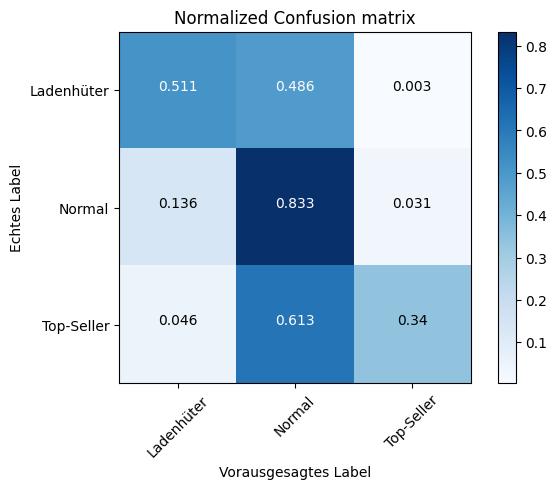 Normalized Confusion matrix
Echtes Label
Ladenhüter 0.511 0.486 0.003
Normal 0.136 0.833 0.031
Top-Seller 0.046 0.613 0.34
Ladenhüter Normal Top-Seller
Vorausgesagtes Label
0.8
0.7
0.6
0.5
0.4
0.3
0.2
0.1